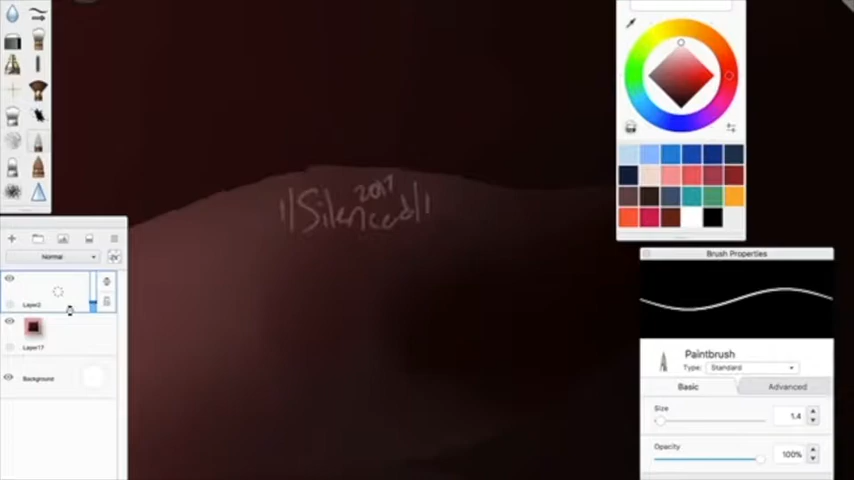 2017
||Silenced||
Normal
Layer2
Layer17
Background
Brush Properties
Paintbrush
Type: Standard
Basic
Advanced
Size
1.4
Opacity
100%